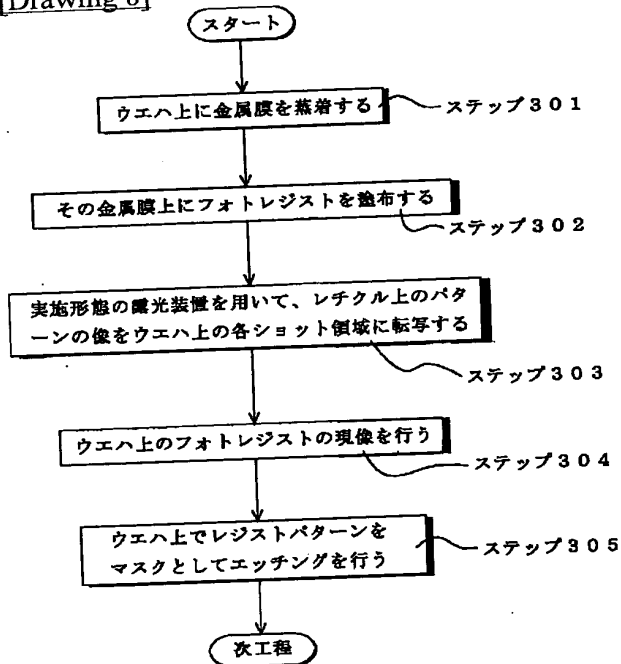 [Drawing 6]
スタート
ウエハ上に金属膜を蒸着する
ステップ301
その金属膜上にフォトレジストを塗布する
ステップ302
実施形態の露光装置を用いて、レチクル上のパタ
ーンの像をウエハ上の各ショット領域に転写する
ステップ303
ウエハ上のフォトレジストの現像を行う
ステップ304
ウエハ上でレジストパターンを
マスクとしてエッチングを行う
ステップ305
次工程